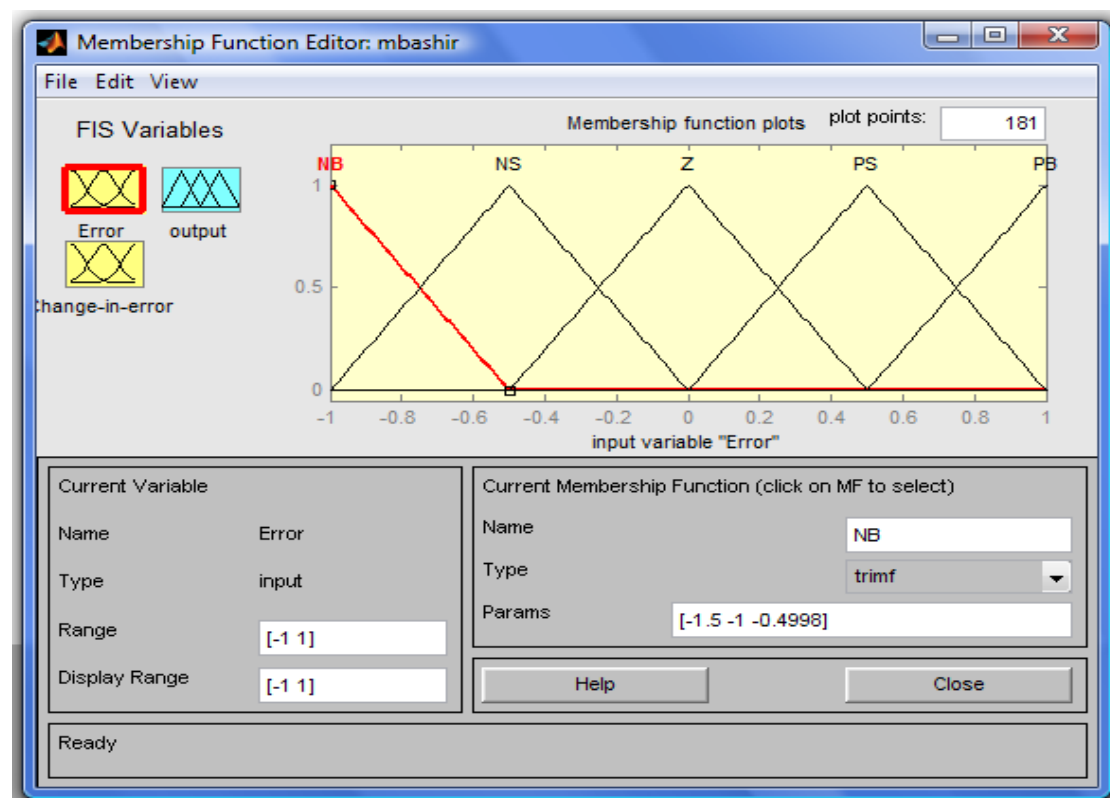 Membership Function Editor: mbashir
File Edit View
FIS Variables
Membership function plots plot points: 181
NB NS Z PS PB
1
0.5
0
-1 -0.8 -0.6 -0.4 -0.2 0 0.2 0.4 0.6 0.8 1
input variable "Error"
Error output
Change-in-error
Current Variable
Name Error
Type input
Range [-1 1]
Display Range [-1 1]
Current Membership Function (click on MF to select)
Name NB
Type trimf
Params [-1.5 -1 -0.4998]
Help Close
Ready